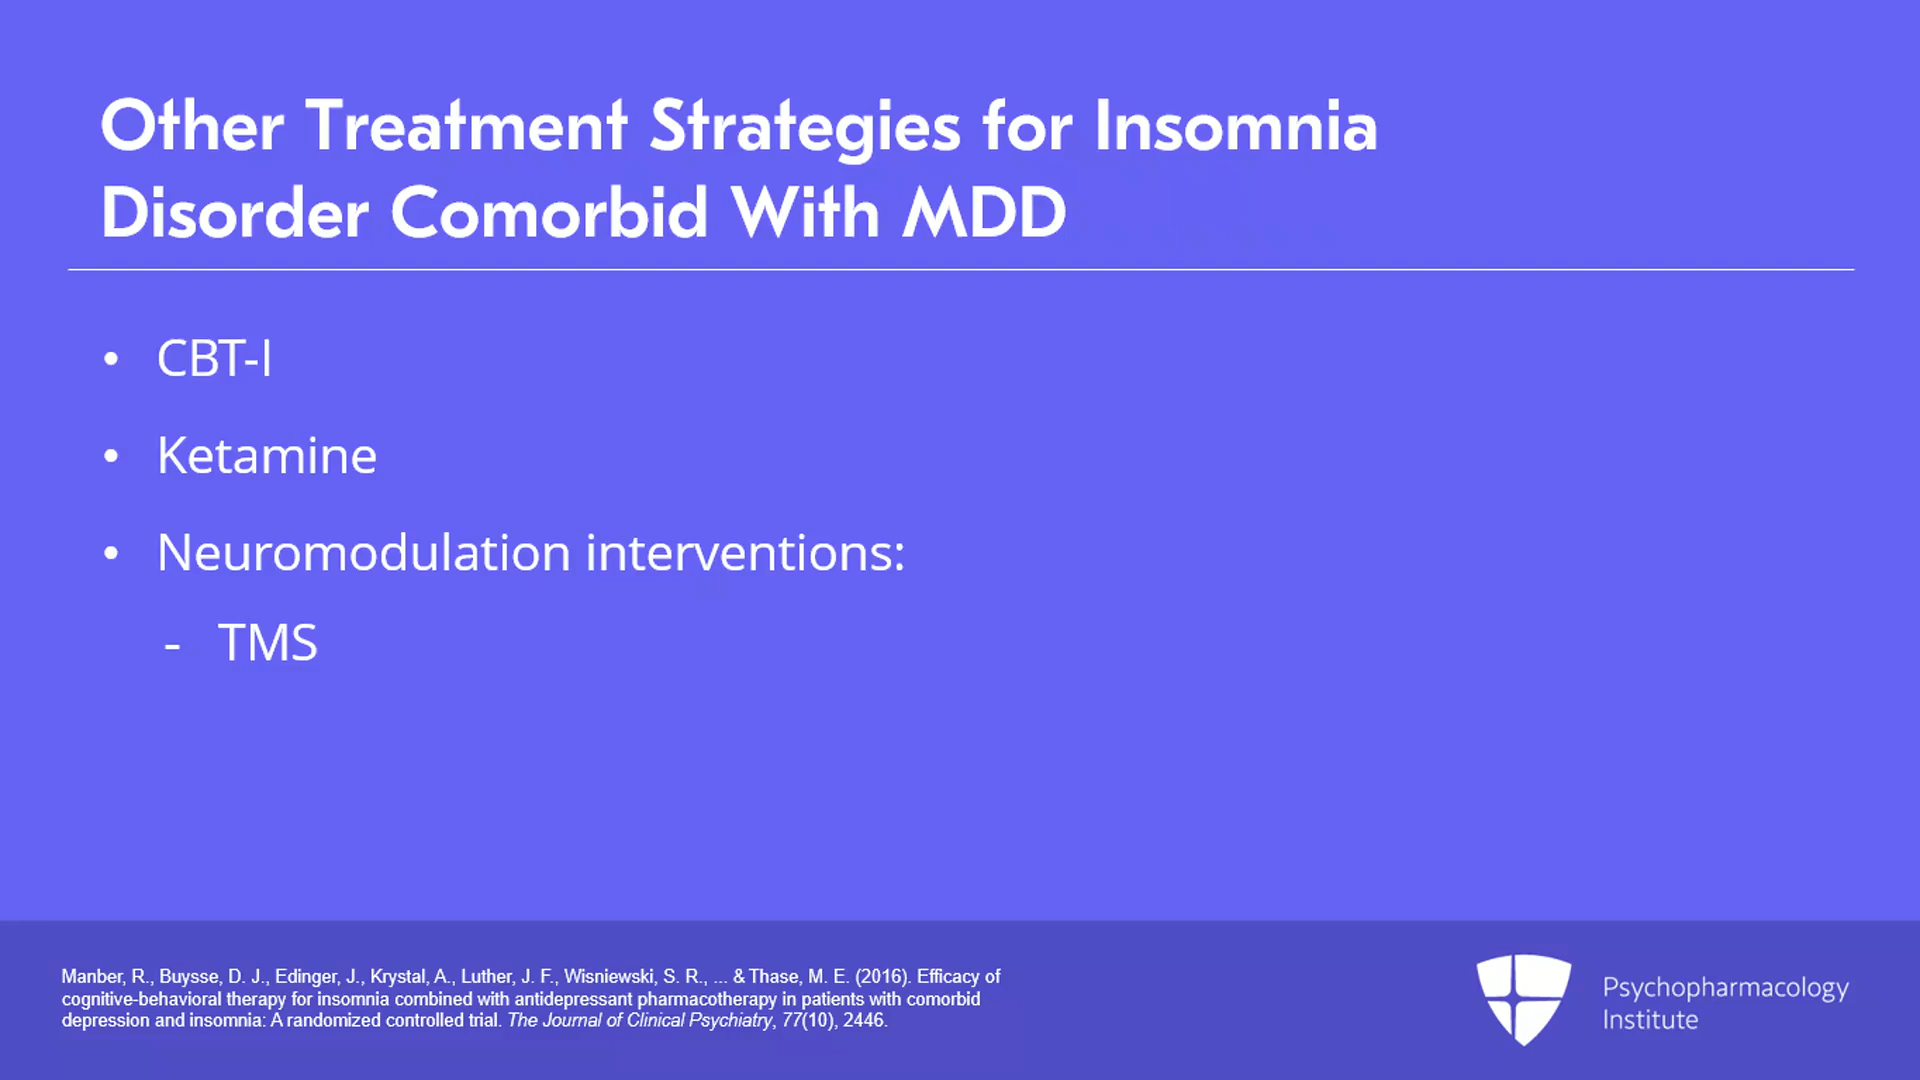 Other Treatment Strategies for Insomnia
Disorder Comorbid With MDD
• CBT-I
• Ketamine
• Neuromodulation interventions:
- TMS
Manber, R., Buysse, D. J., Edinger, J., Krystal, A., Luther, J. F., Wisniewski, S. R., ... & Thase, M. E. (2016). Efficacy of
cognitive-behavioral therapy for insomnia combined with antidepressant pharmacotherapy in patients with comorbid
depression and insomnia: A randomized controlled trial. The Journal of Clinical Psychiatry, 77(10), 2446.
Psychopharmacology
Institute